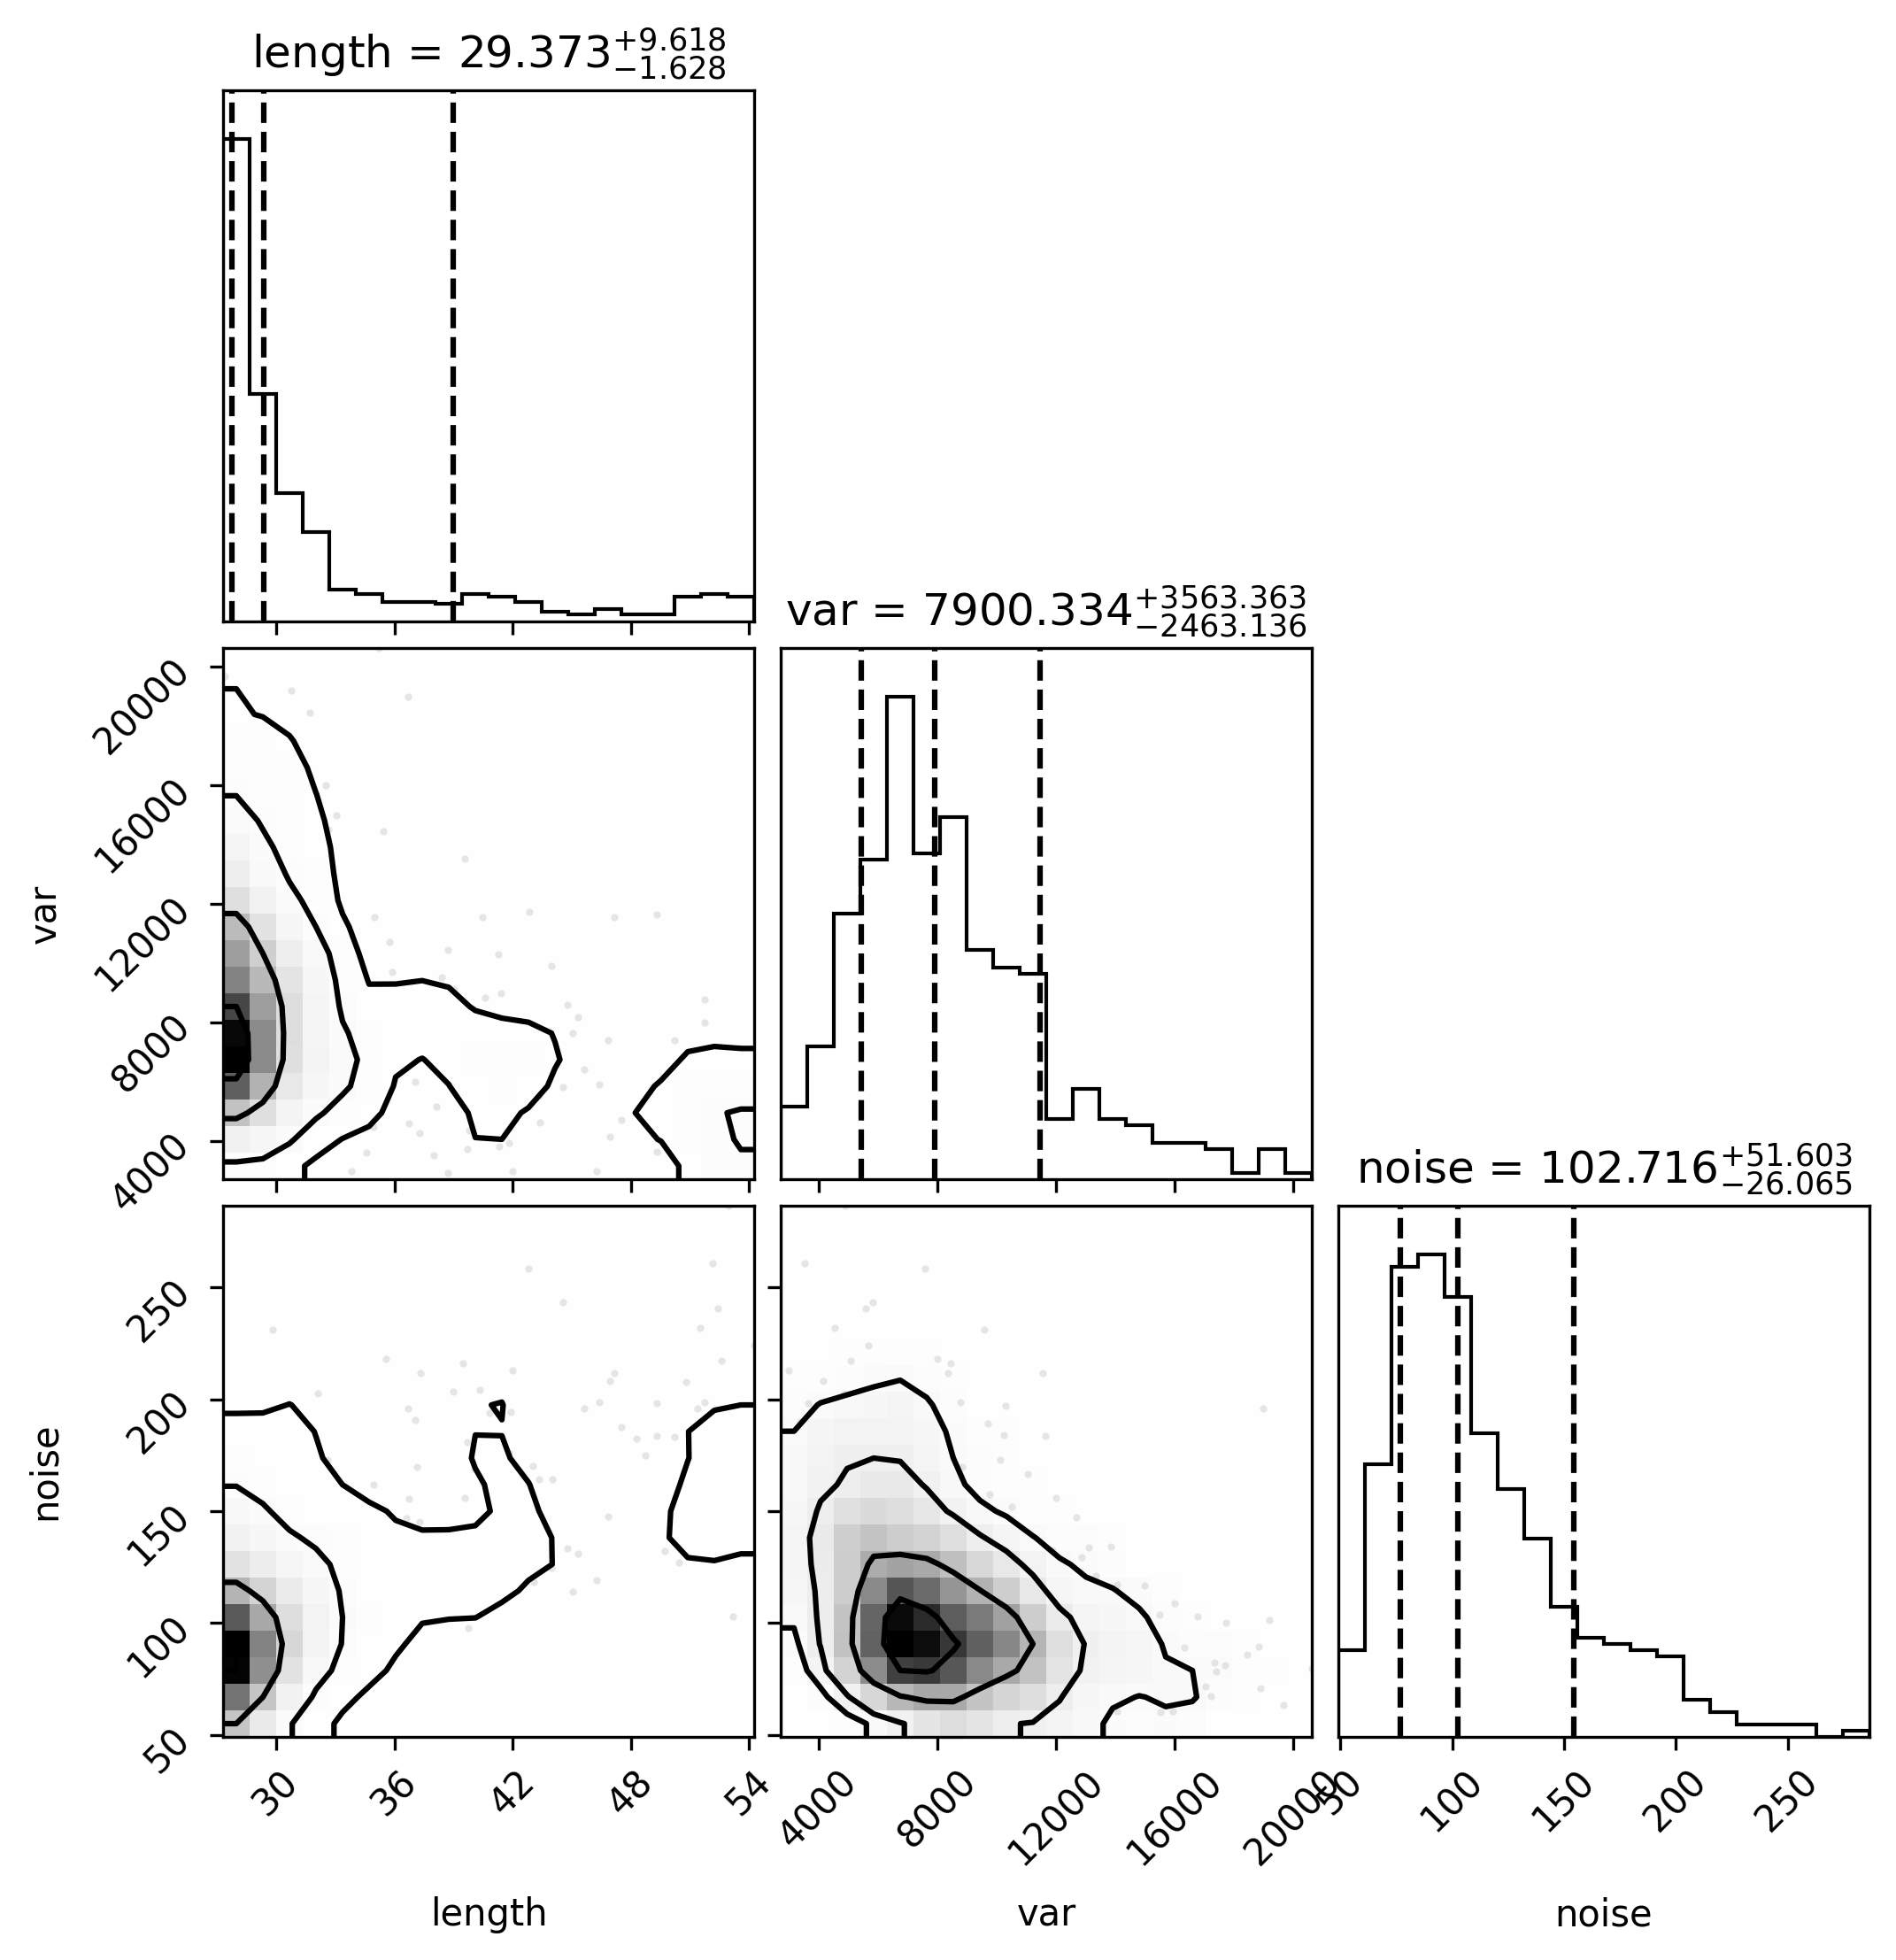 length = 29.373 +9.618 −1.628
var = 7900.334 +3563.363 −2463.136
20000
16000
12000
8000
4000
var
noise = 102.716 +51.603 −26.065
250
200
150
100
50
noise
30 36 42 48 54
4000 8000 12000 16000 20000
50 100 150 200 250
length var noise